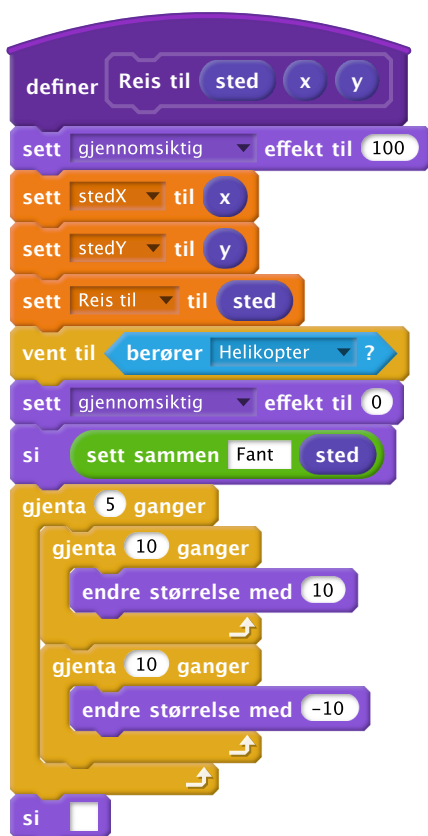 definer Reis til sted x y
sett gjennomsiktig effekt til 100
sett stedX til x
sett stedY til y
sett Reis til til sted
vent til berører Helikopter ?
sett gjennomsiktig effekt til 0
si sett sammen Fant sted
gjenta 5 ganger
gjenta 10 ganger
endre størrelse med 10
gjenta 10 ganger
endre størrelse med -10
si